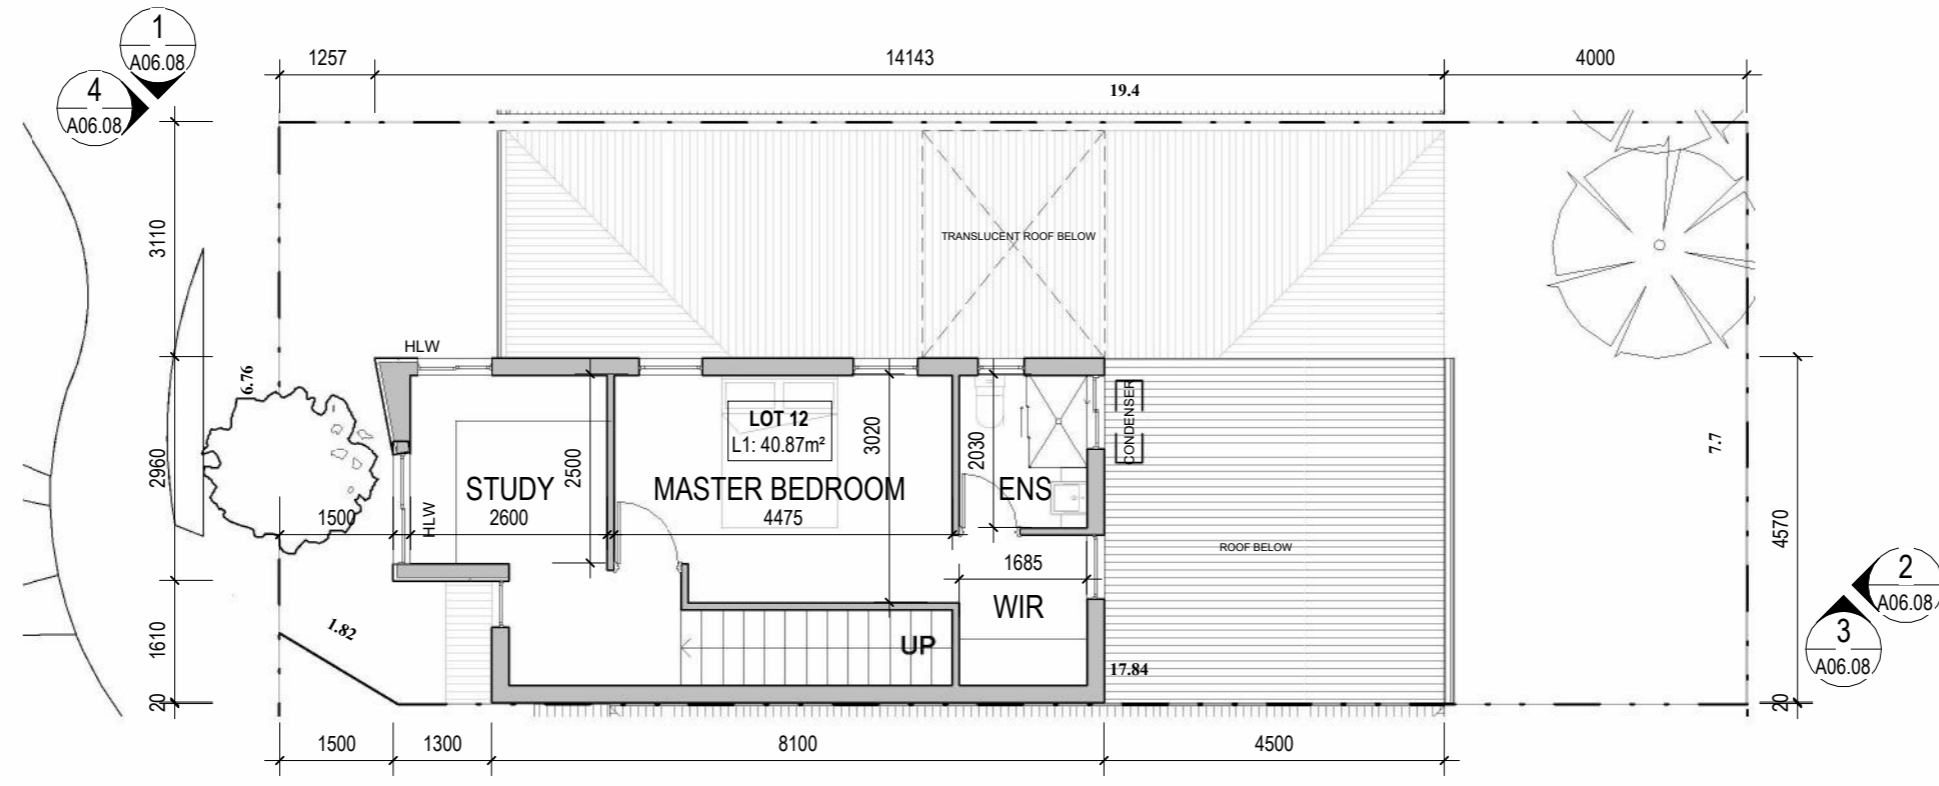 1
A06.08
4
A06.08
1257
14143
4000
19.4
3110
TRANSLUCENT ROOF BELOW
HLW
6.76
2960
LOT 12
L1: 40.87m²
CONDENSER
7.7
STUDY
2600
2500
MASTER BEDROOM
4475
3020
2030
ENS
1500
HLW
ROOF BELOW
4570
1685
WIR
2
A06.08
3
A06.08
1610
1.82
UP
17.84
20
20
1500
1300
8100
4500